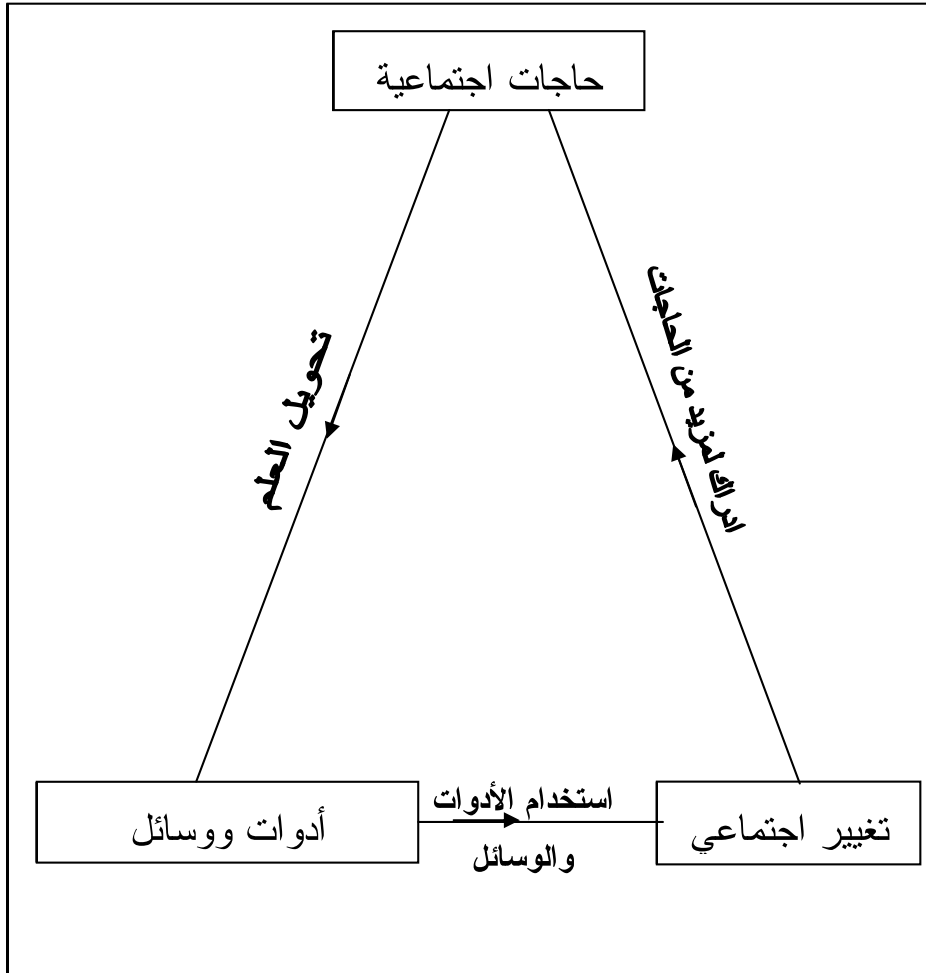 حاجات اجتماعية
ادراك لمزيد من الحاجات
تحويل العلم
استخدام الأدوات
والوسائل
تغيير اجتماعي
أدوات ووسائل